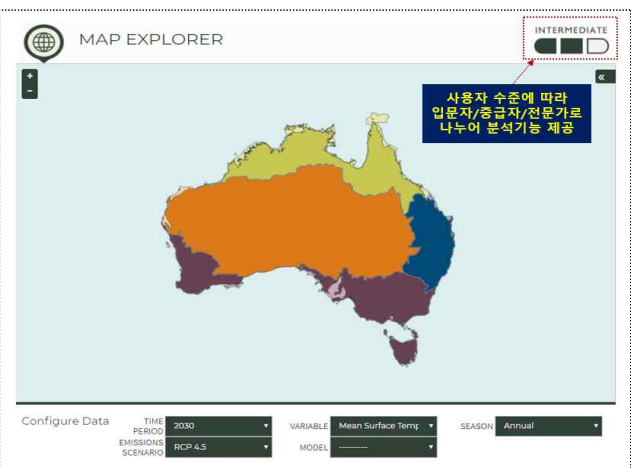 MAP EXPLORER
INTERMEDIATE
+
-
«
사용자 수준에 따라
입문자/중급자/전문가로
나누어 분석기능 제공
Configure Data
TIME PERIOD
2030
VARIABLE
Mean Surface Temp
SEASON
Annual
EMISSIONS SCENARIO
RCP 4.5
MODEL
---------